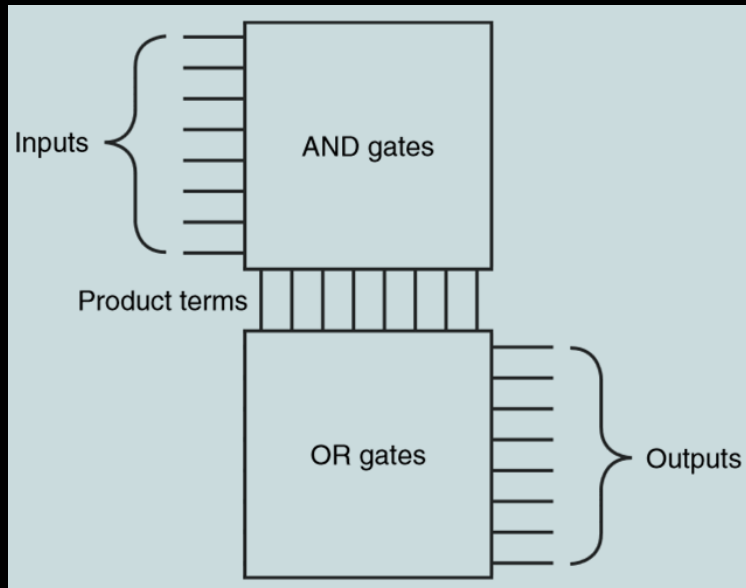 Inputs
AND gates
Product terms
OR gates
Outputs